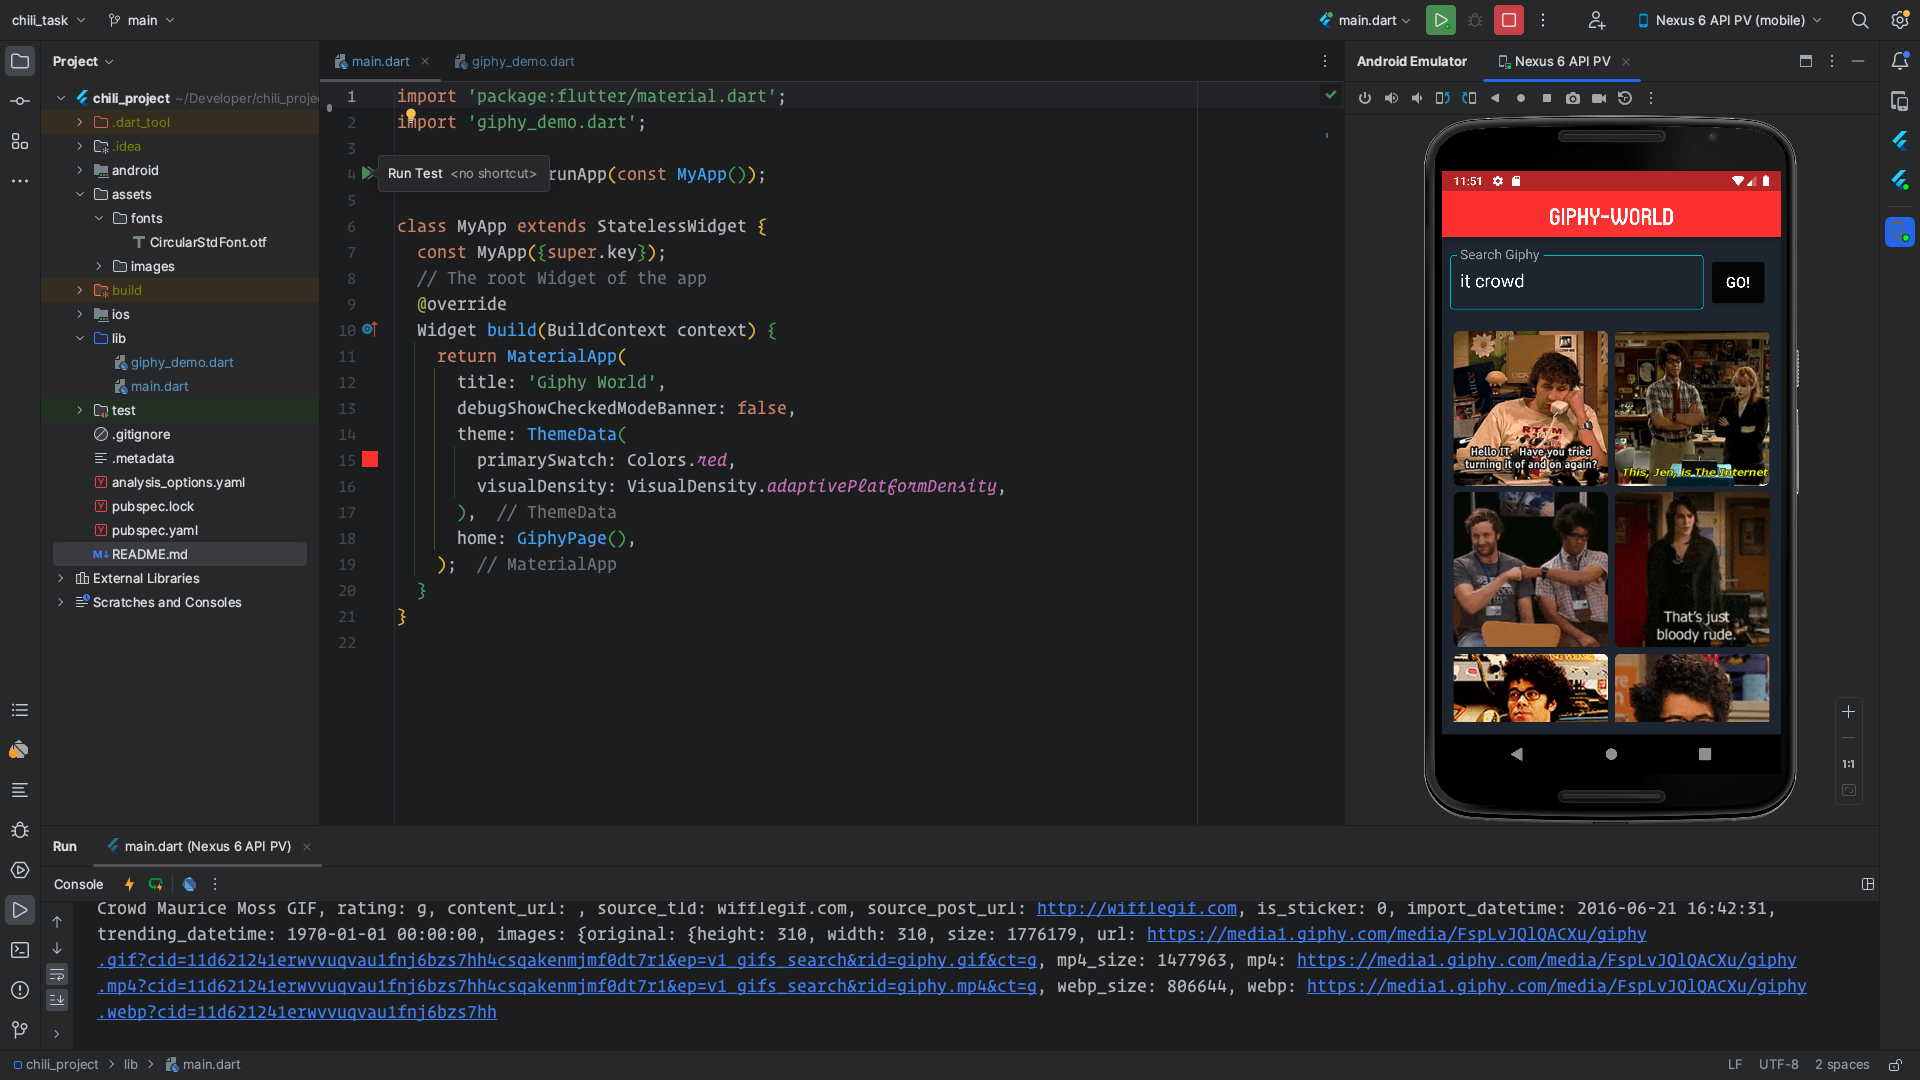 chili_task
main
main.dart
Nexus 6 API PV (mobile)
Project
chili_project ~/Developer/chili_proje
.dart_tool
.idea
android
assets
fonts
CircularStdFont.otf
images
build
ios
lib
giphy_demo.dart
main.dart
test
.gitignore
.metadata
analysis_options.yaml
pubspec.lock
pubspec.yaml
README.md
External Libraries
Scratches and Consoles
main.dart
giphy_demo.dart
1 import 'package:flutter/material.dart';
2 import 'giphy_demo.dart';
3
4 runApp(const MyApp());
Run Test <no shortcut>
5
6 class MyApp extends StatelessWidget {
7 const MyApp({super.key});
8 // The root Widget of the app
9 @override
10 Widget build(BuildContext context) {
11 return MaterialApp(
12 title: 'Giphy World',
13 debugShowCheckedModeBanner: false,
14 theme: ThemeData(
15 primarySwatch: Colors.red,
16 visualDensity: VisualDensity.adaptivePlatformDensity,
17 ), // ThemeData
18 home: GiphyPage(),
19 ); // MaterialApp
20 }
21 }
22
Android Emulator
Nexus 6 API PV
11:51
GIPHY-WORLD
Search Giphy
it crowd
GO!
RTFM
Hello IT. Have you tried
turning it of and on again?
This, Jen, is The Internet
That's just
bloody rude.
1:1
Run
main.dart (Nexus 6 API PV)
Console
Crowd Maurice Moss GIF, rating: g, content_url: , source_tld: wifflegif.com, source_post_url: http://wifflegif.com, is_sticker: 0, import_datetime: 2016-06-21 16:42:31,
trending_datetime: 1970-01-01 00:00:00, images: {original: {height: 310, width: 310, size: 1776179, url: https://media1.giphy.com/media/FspLvJQlQACXu/giphy
.gif?cid=11d621241erwvvuqvau1fnj6bzs7hh4csqakenmjmf0dt7r1&ep=v1_gifs_search&rid=giphy.gif&ct=g, mp4_size: 1477963, mp4: https://media1.giphy.com/media/FspLvJQlQACXu/giphy
.mp4?cid=11d621241erwvvuqvau1fnj6bzs7hh4csqakenmjmf0dt7r1&ep=v1_gifs_search&rid=giphy.mp4&ct=g, webp_size: 806644, webp: https://media1.giphy.com/media/FspLvJQlQACXu/giphy
.webp?cid=11d621241erwvvuqvau1fnj6bzs7hh
chili_project > lib > main.dart
LF UTF-8 2 spaces